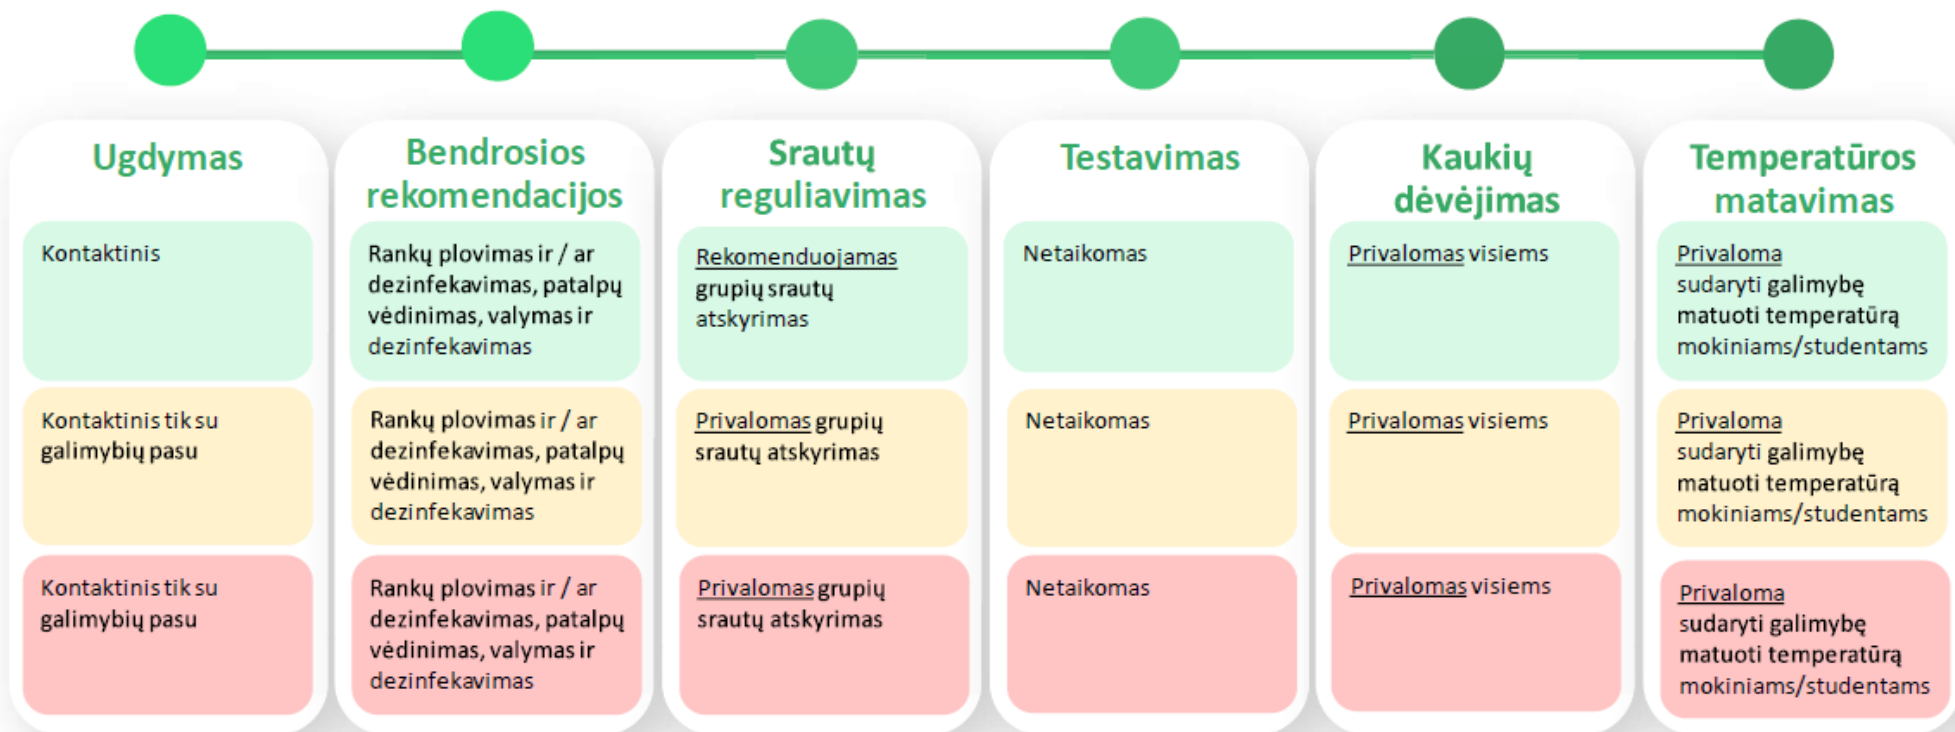 Ugdymas
Kontaktinis
Kontaktinis tik su
galimybių pasu
Kontaktinis tik su
galimybių pasu
Bendrosios
rekomendacijos
Rankų plovimas ir / ar
dezinfekavimas, patalpų
vėdinimas, valymas ir
dezinfekavimas
Rankų plovimas ir / ar
dezinfekavimas, patalpų
vėdinimas, valymas ir
dezinfekavimas
Rankų plovimas ir / ar
dezinfekavimas, patalpų
vėdinimas, valymas ir
dezinfekavimas
Srautų
reguliavimas
Rekomenduojamas
grupių srautų
atskyrimas
Privalomas grupių
srautų atskyrimas
Privalomas grupių
srautų atskyrimas
Testavimas
Netaikomas
Netaikomas
Netaikomas
Kaukių
dėvėjimas
Privalomas visiems
Privalomas visiems
Privalomas visiems
Temperatūros
matavimas
Privaloma
sudaryti galimybę
matuoti temperatūrą
mokiniams/studentams
Privaloma
sudaryti galimybę
matuoti temperatūrą
mokiniams/studentams
Privaloma
sudaryti galimybę
matuoti temperatūrą
mokiniams/studentams